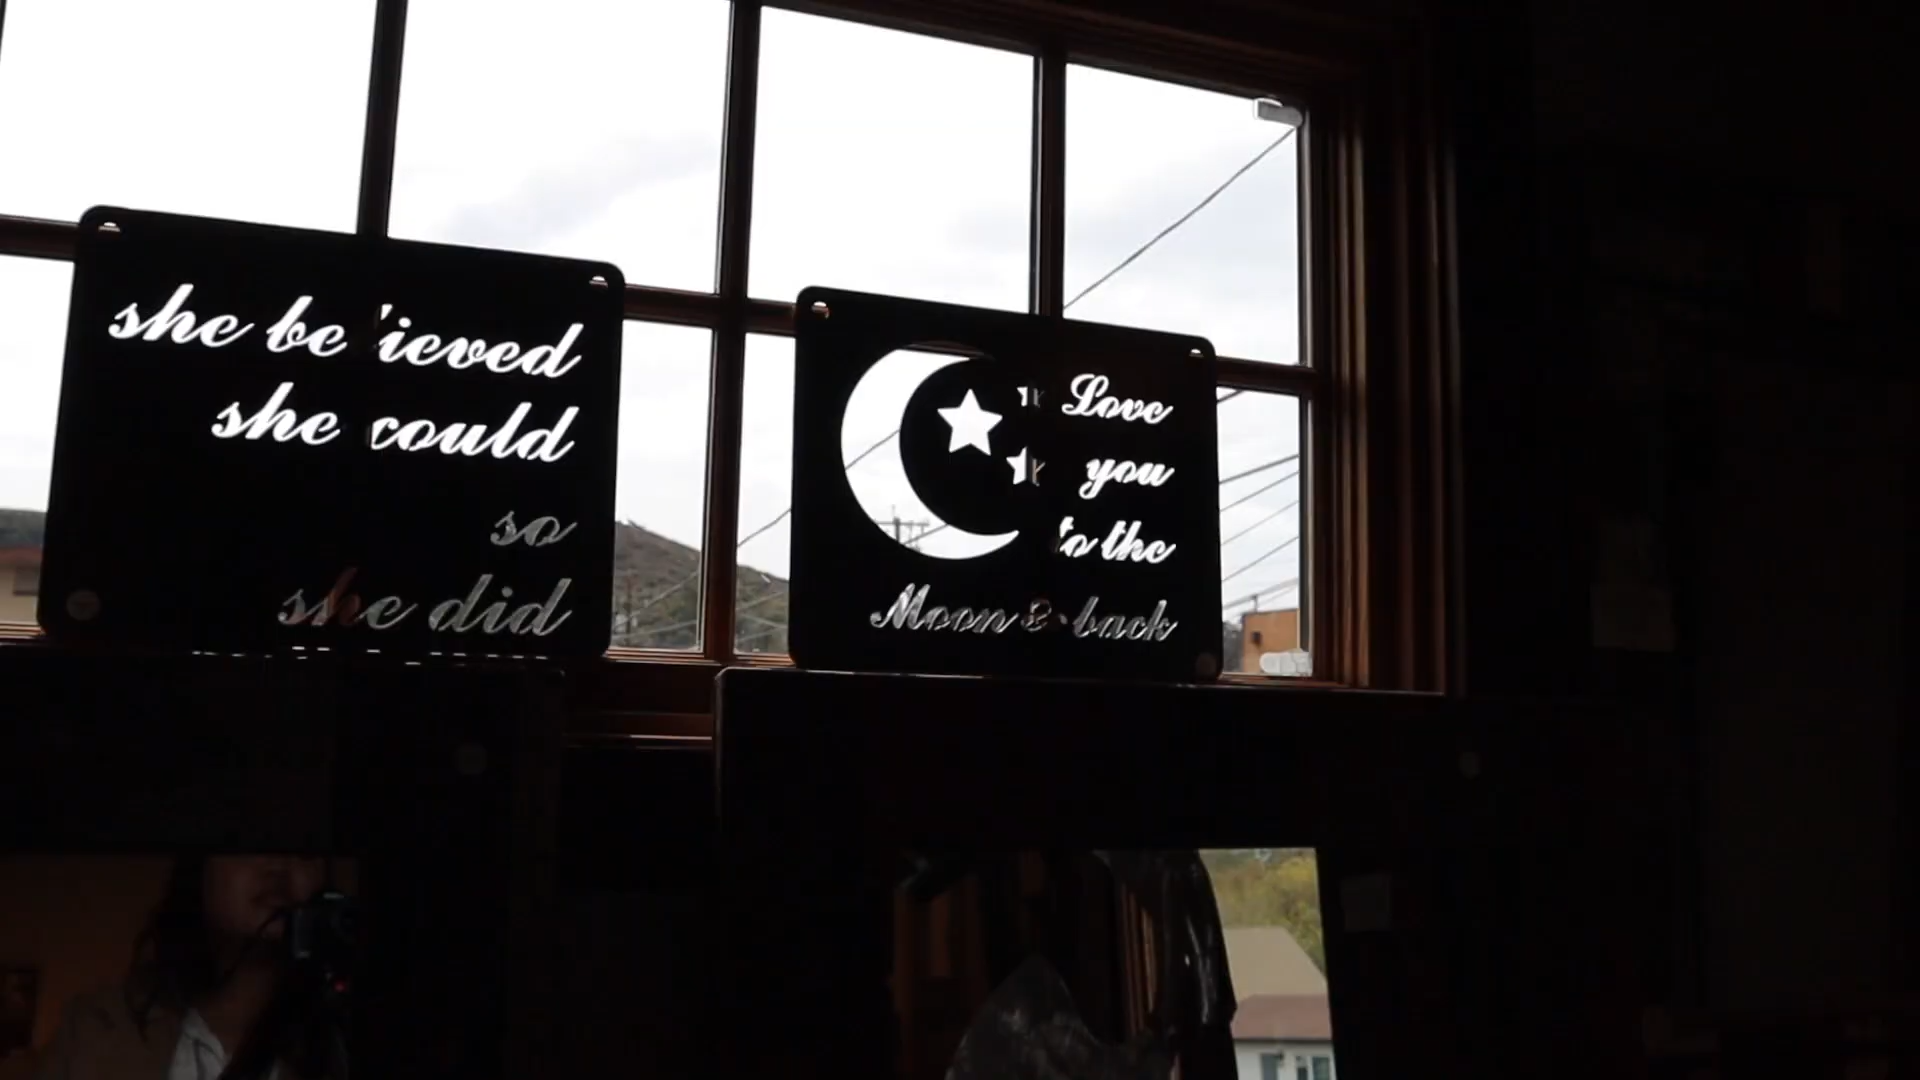 she believed
she could
so
she did
Love
you
to the
Moon & back